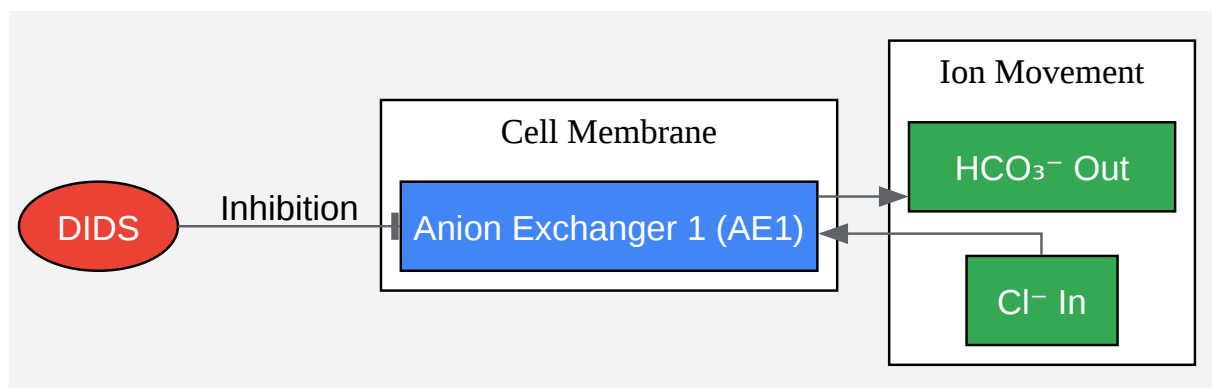 DIDS
Inhibition
Cell Membrane
Anion Exchanger 1 (AE1)
Ion Movement
HCO₃⁻ Out
Cl⁻ In